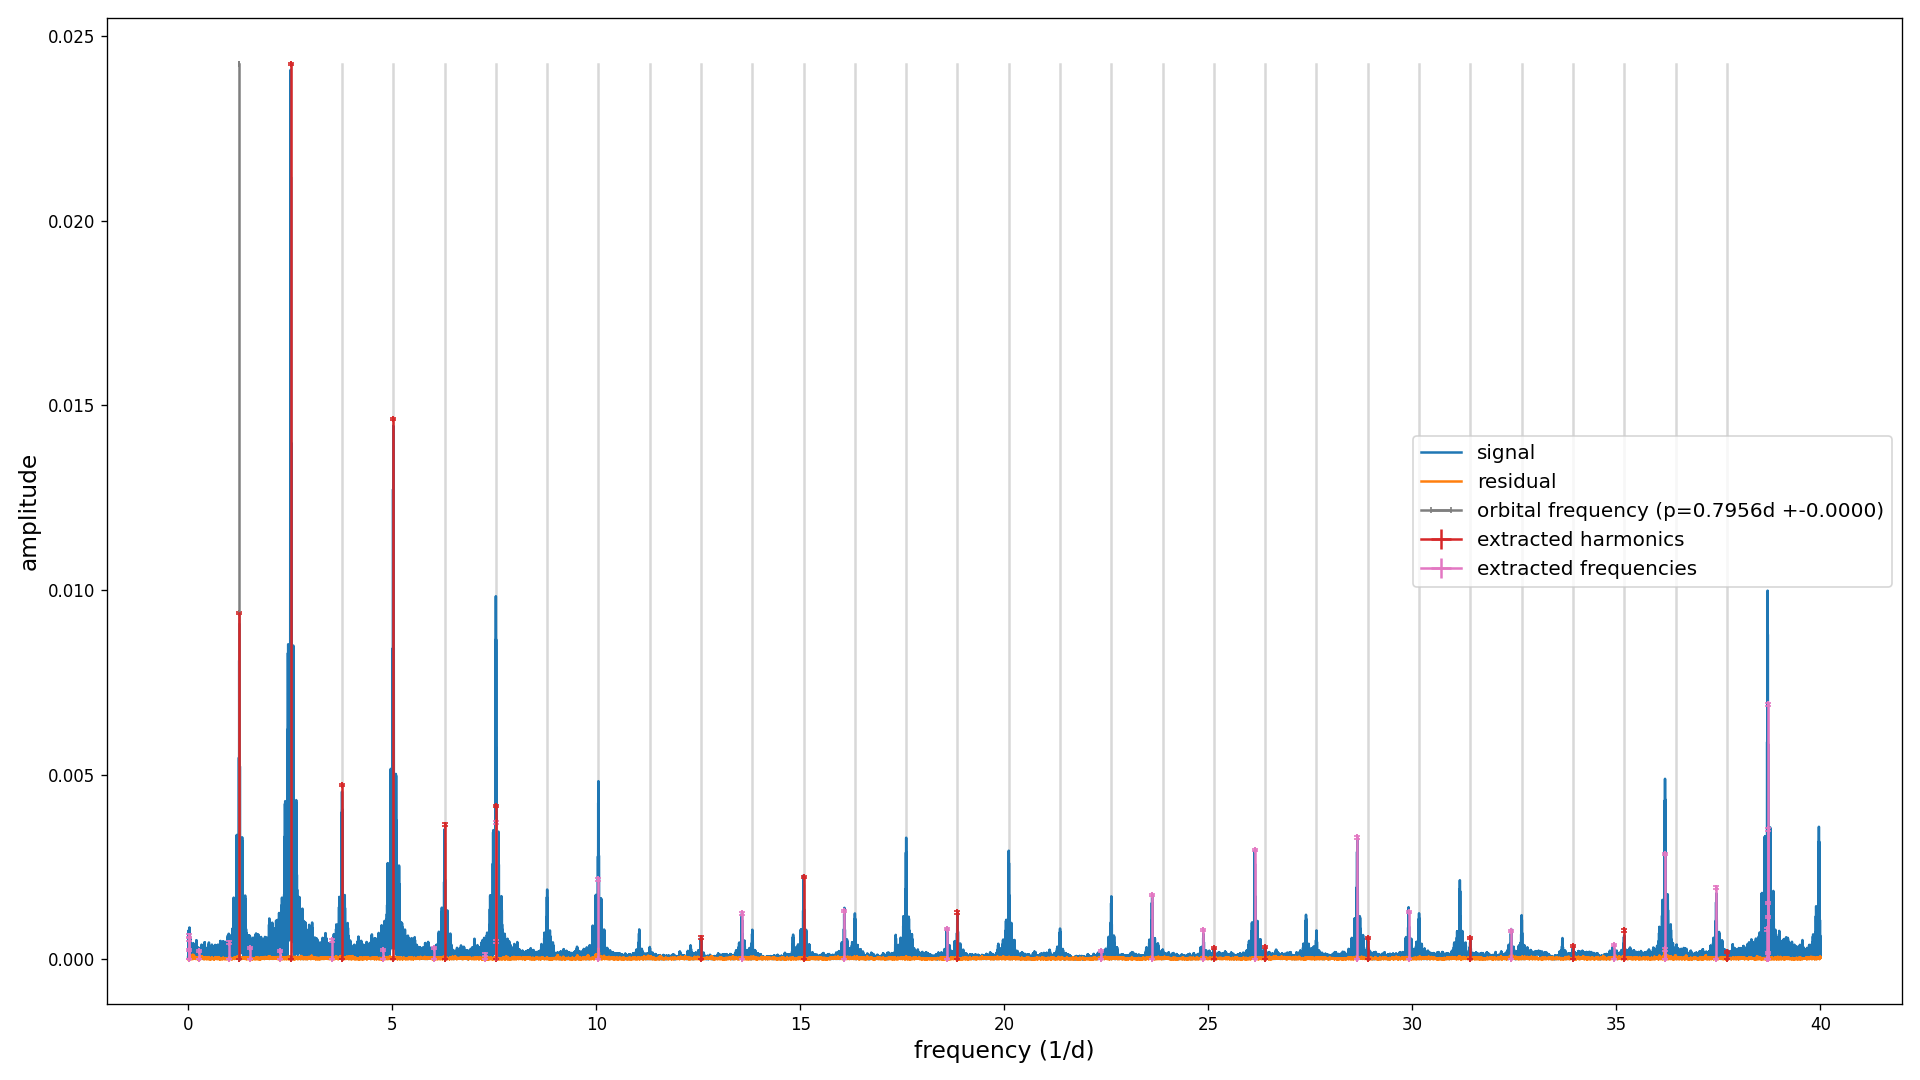 0.025
0.020
0.015
0.010
0.005
0.000
amplitude
signal
residual
orbital frequency (p=0.7956d +-0.0000)
extracted harmonics
extracted frequencies
0 5 10 15 20 25 30 35 40
frequency (1/d)